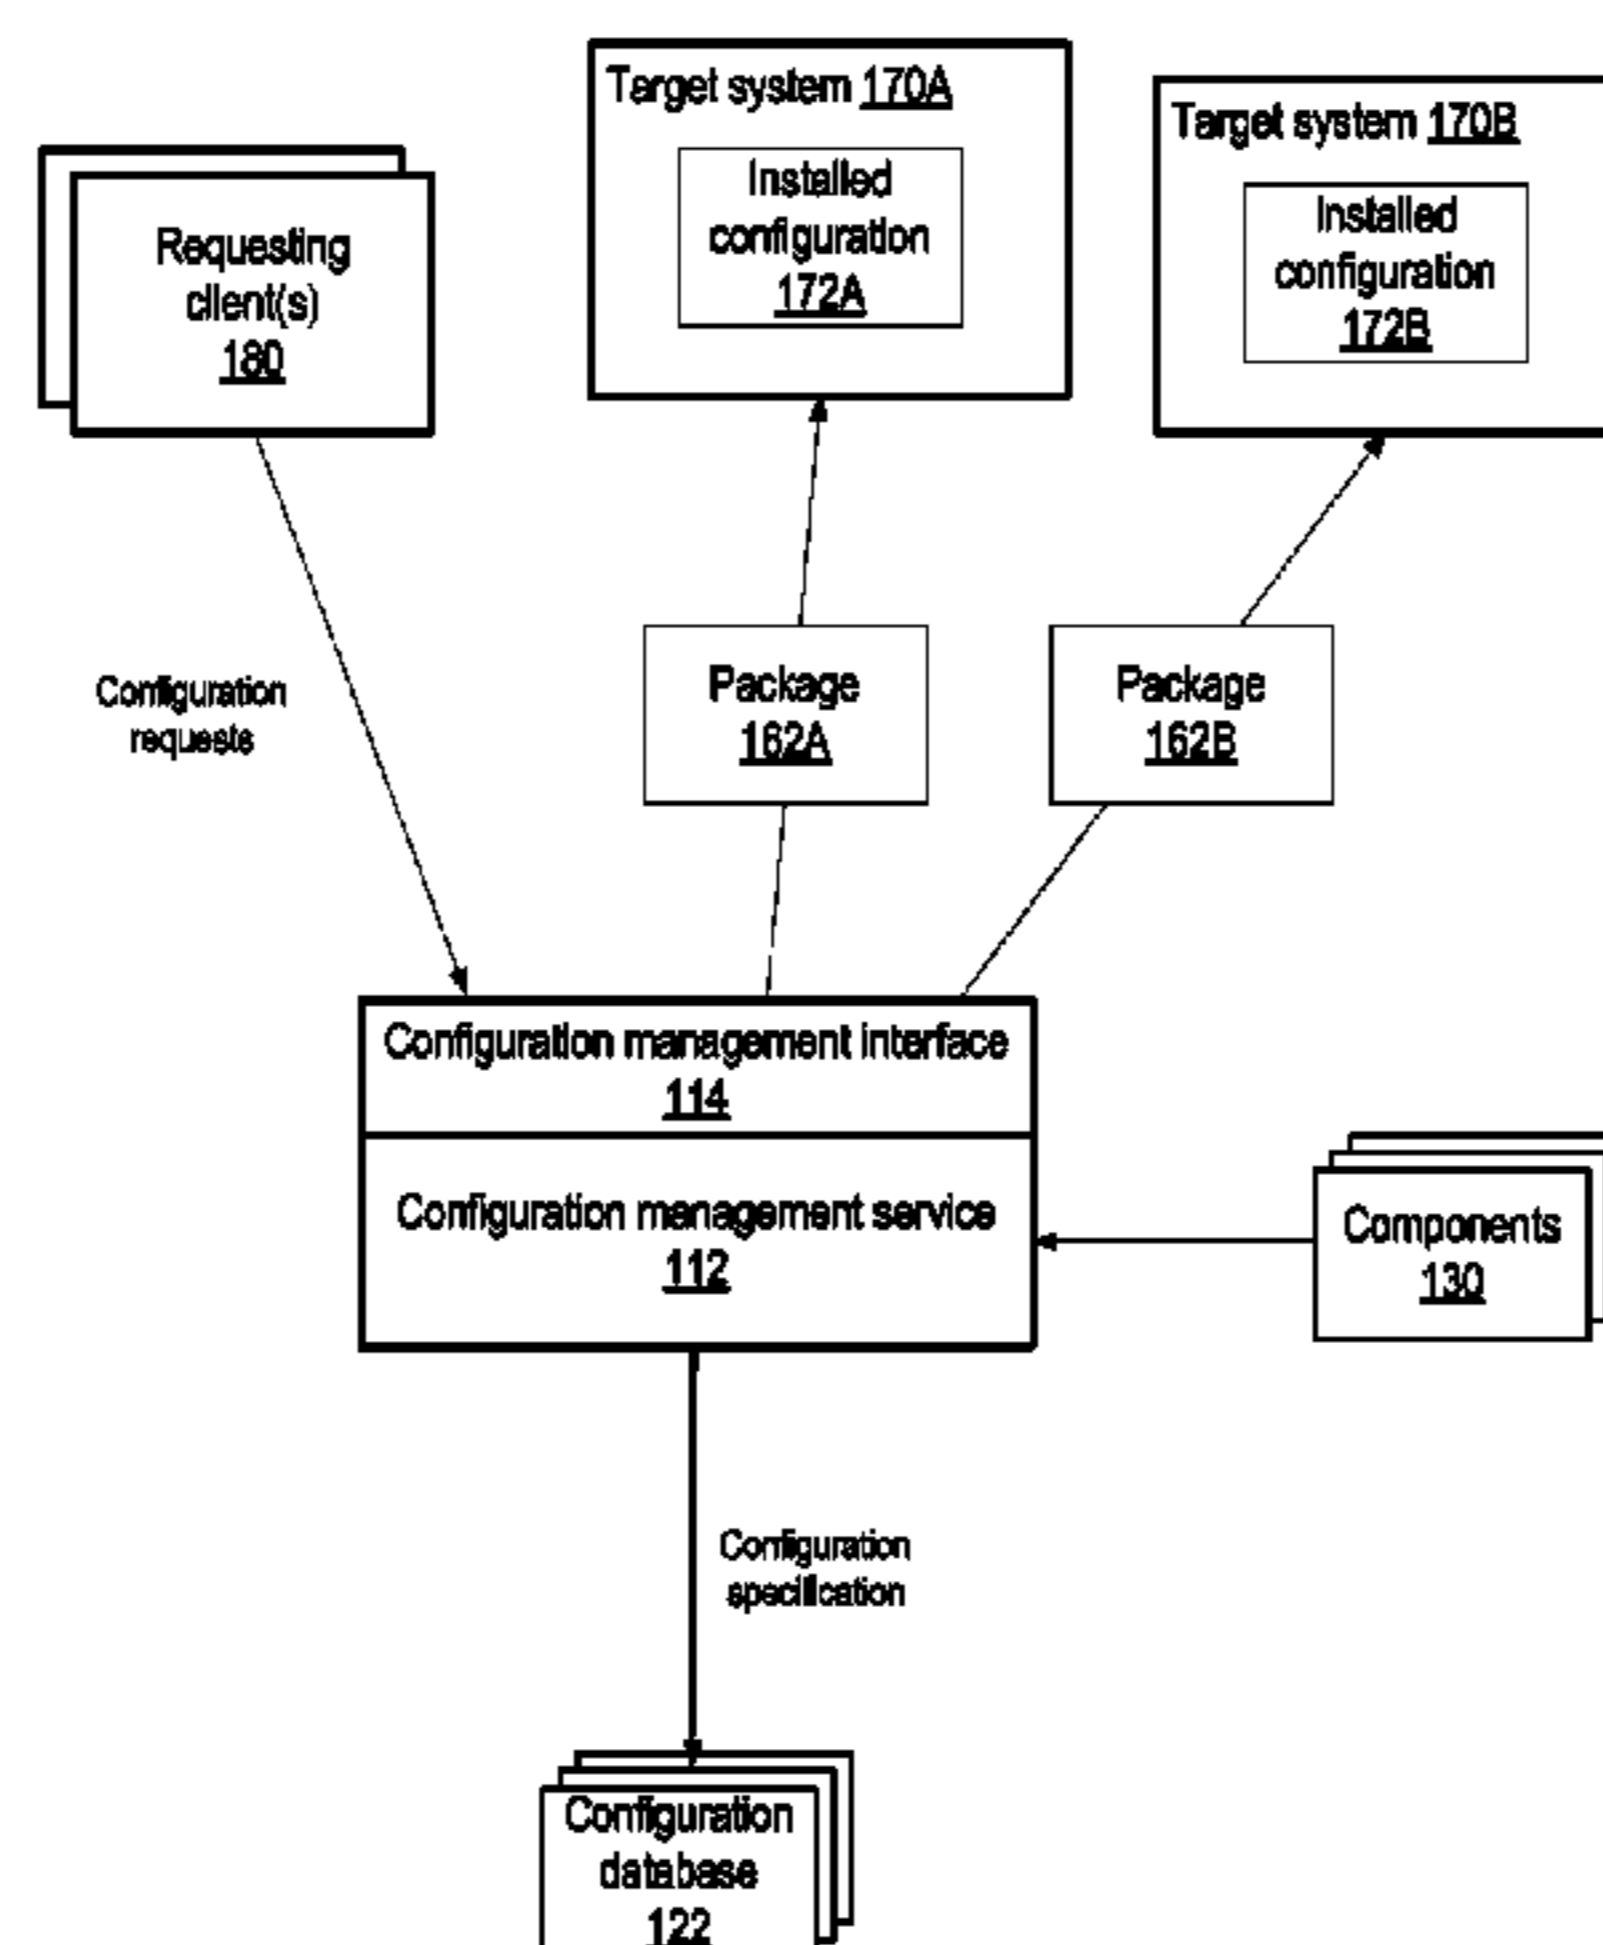 Target system 170A
Installed
configuration
172A
Target system 170B
Installed
configuration
172B
Requesting
client(s)
180
Configuration
requests
Package
162A
Package
162B
Configuration management interface
114
Configuration management service
112
Components
130
Configuration
specification
Configuration
database
122